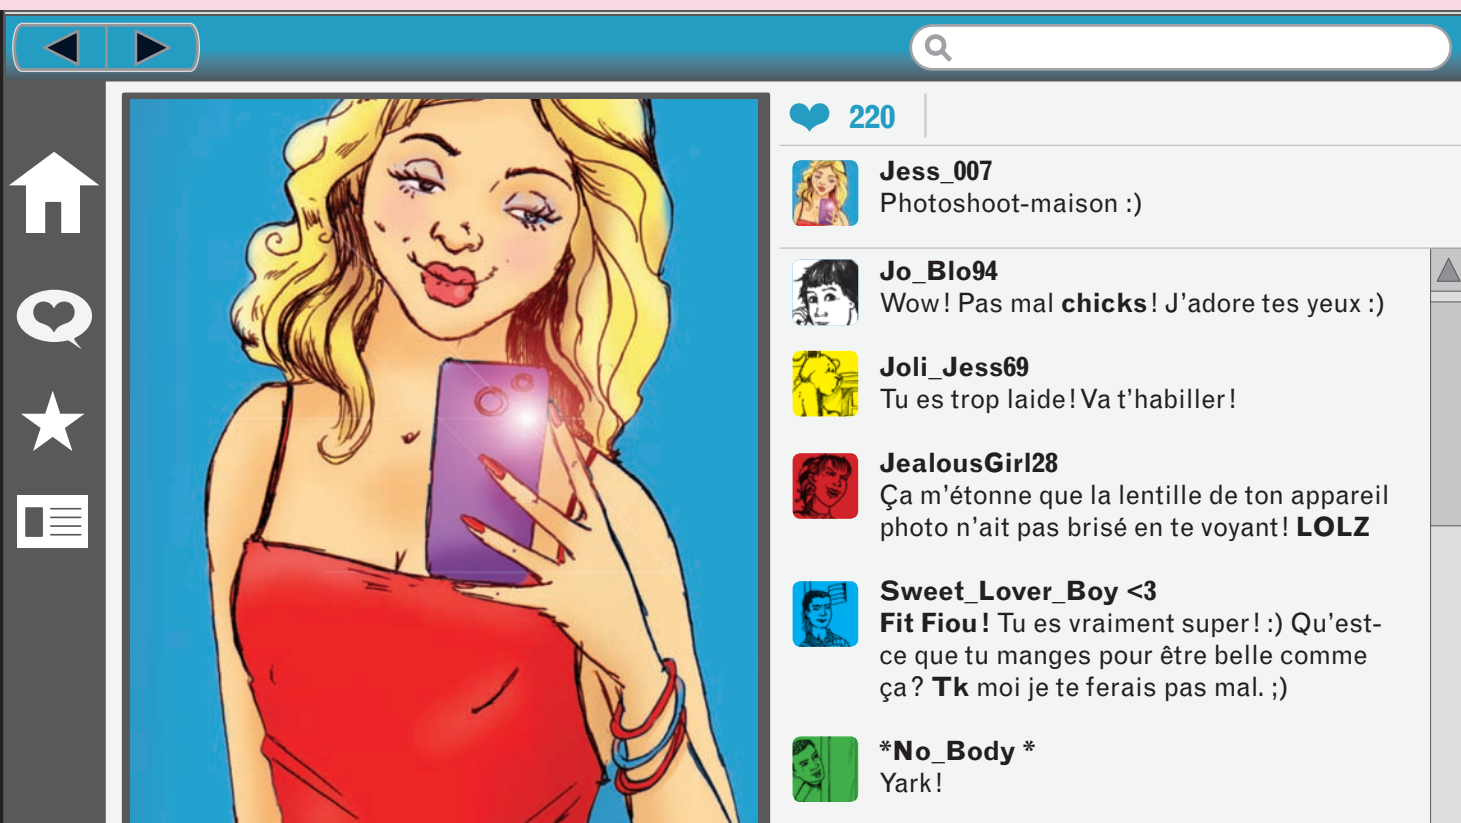 220
Jess_007
Photoshoot-maison :)
Jo_Blo94
Wow! Pas mal chicks! J'adore tes yeux :)
Joli_Jess69
Tu es trop laide! Va t'habiller!
JealousGirl28
Ça m'étonne que la lentille de ton appareil
photo n'ait pas brisé en te voyant! LOLZ
Sweet_Lover_Boy <3
Fit Fiou! Tu es vraiment super! :) Qu'est-
ce que tu manges pour être belle comme
ça? Tk moi je te ferais pas mal. ;)
*No_Body *
Yark!